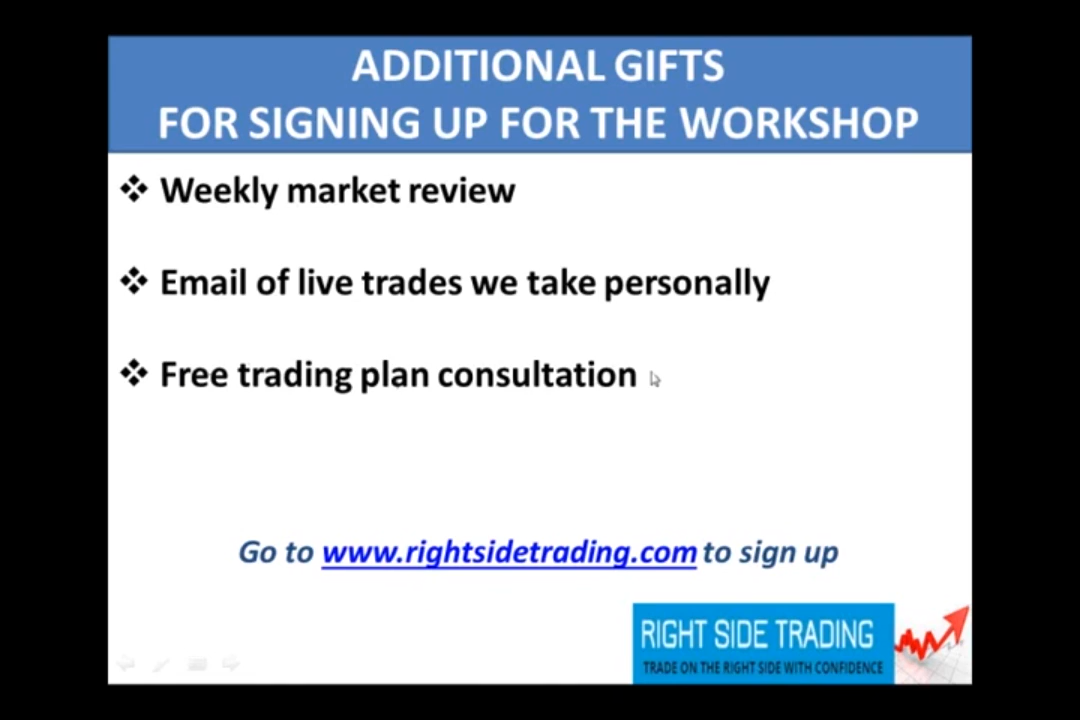 ADDITIONAL GIFTS
FOR SIGNING UP FOR THE WORKSHOP
Weekly market review
Email of live trades we take personally
Free trading plan consultation
Go to www.rightsidetrading.com to sign up
RIGHT SIDE TRADING
TRADE ON THE RIGHT SIDE WITH CONFIDENCE